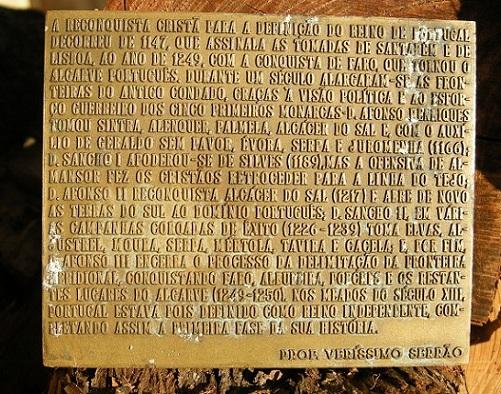 A RECONQUISTA CRISTÃ PARA A DEFINIÇÃO DO REINO DE PORTUGAL
DECORREU DE 1147, QUE ASSINALA AS TOMADAS DE SANTARÉM E DE
LISBOA, AO ANO DE 1249, COM A CONQUISTA DE FARO, QUE TORNOU O
ALGARVE PORTUGUÊS. DURANTE UM SÉCULO ALARGARAM-SE AS FRON-
TEIRAS DO ANTIGO CONDADO, GRAÇAS À VISÃO POLÍTICA E AO ESFOR-
ÇO GUERREIRO DOS CINCO PRIMEIROS MONARCAS-D. AFONSO HENRIQUES
TOMOU SINTRA, ALENQUER, PALMELA, ALCÁCER DO SAL E, COM O AUXÍ-
LIO DE GERALDO SEM PAVOR, ÉVORA, SERPA E JUROMENHA (1166);
D. SANCHO I APODEROU-SE DE SILVES (1189), MAS A OFENSIVA DE AL-
MANSOR FEZ OS CRISTÃOS RETROCEDER PARA A LINHA DO TEJO,
D. AFONSO II RECONQUISTA ALCÁCER DO SAL (1217) E ABRE DE NOVO
AS TERRAS DO SUL AO DOMÍNIO PORTUGUÊS, D. SANCHO II, EM VÁRI-
AS CAMPANHAS COROADAS DE ÊXITO (1226-1239) TOMA ELVAS, AL-
JUSTREL, MOURA, SERPA, MÉRTOLA, TAVIRA E CACELA; E, POR FIM,
D. AFONSO III ENCERRA O PROCESSO DA DELIMITAÇÃO DA FRONTEIRA
MERIDIONAL, CONQUISTANDO FARO, ALBUFEIRA, PORCHES E OS RESTAN-
TES LUGARES DO ALGARVE (1249-1250). NOS MEADOS DO SÉCULO XIII,
PORTUGAL ESTAVA POIS DEFINIDO COMO REINO INDEPENDENTE, COM-
PLETANDO ASSIM A PRIMEIRA FASE DA SUA HISTÓRIA.
PROF. VERÍSSIMO SERRÃO